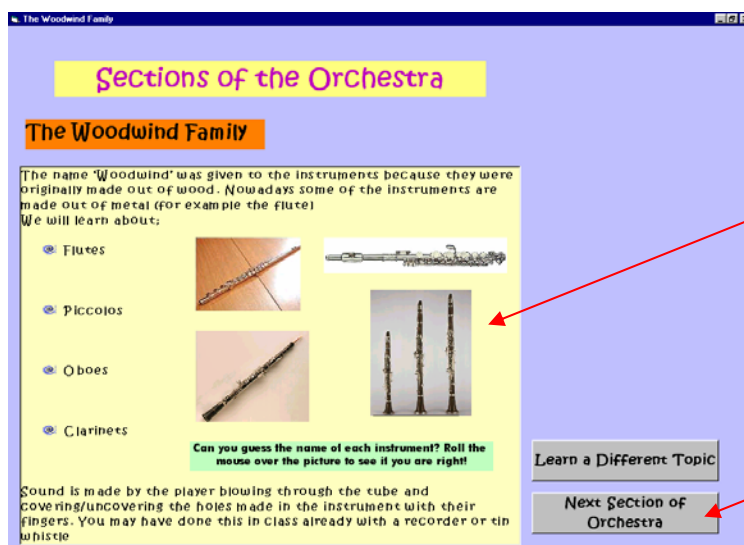 The Woodwind Family
Sections of the Orchestra
The Woodwind Family
The name 'Woodwind' was given to the instruments because they were
originally made out of wood. Nowadays some of the instruments are
made out of metal (for example the flute)
We will learn about;
Flutes
Piccolos
Oboes
Clarinets
Can you guess the name of each instrument? Roll the
mouse over the picture to see if you are right!
Sound is made by the player blowing through the tube and
covering/uncovering the holes made in the instrument with their
fingers. You may have done this in class already with a recorder or tin
whistle
Learn a Different Topic
Next Section of
Orchestra